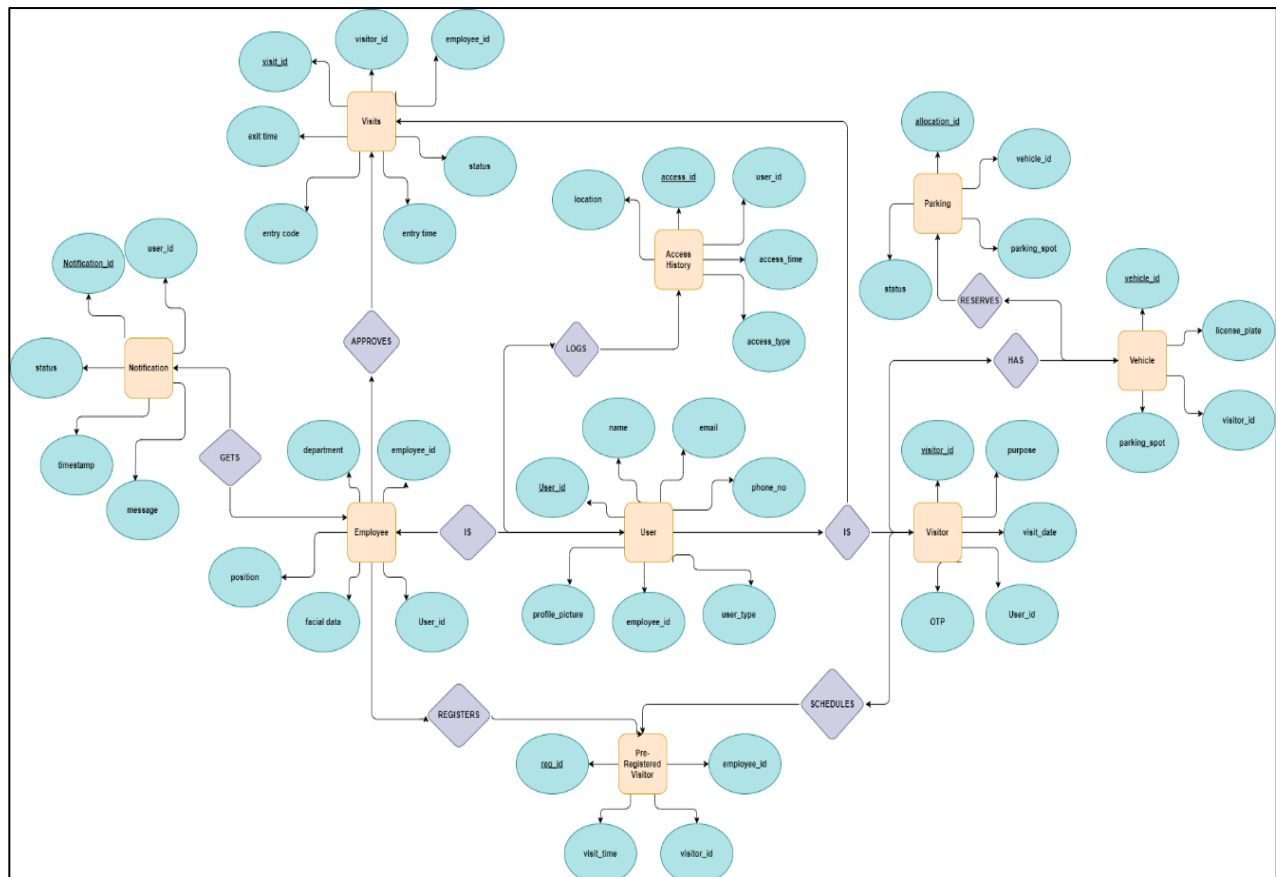 visitor_id
employee_id
visit_id
Visits
exit time
status
entry code
entry time
allocation_id
vehicle_id
Parking
parking_spot
status
access_id
user_id
location
Access
History
access_time
access_type
user_id
Notification_id
status
Notification
timestamp
message
GETS
APPROVES
LOGS
RESERVES
HAS
vehicle_id
license_plate
Vehicle
visitor_id
parking_spot
department
employee_id
Employee
position
facial data
User_id
IS
name
email
User_id
phone_no
User
profile_picture
employee_id
user_type
IS
visitor_id
purpose
Visitor
visit_date
OTP
User_id
REGISTERS
SCHEDULES
reg_id
Pre-
Registered
Visitor
employee_id
visit_time
visitor_id